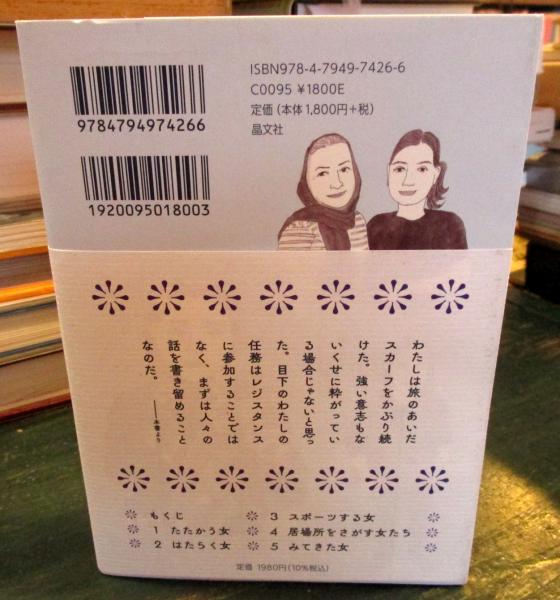 ISBN978-4-7949-7426-6
C0095 ¥1800E
定価(本体1,800円+税)
晶文社
9784794974266
1920095018003
わたしは旅のあいだ
スカーフをかぶり続
けた。強い意志もな
いくせに粋がってい
る場合じゃないと思っ
た。目下のわたしの
任務はレジスタンス
に参加することでは
なく、まずは人々の
話を書き留めること
なのだ。
——本書より
もくじ
1 たたかう女
2 はたらく女
3 スポーツする女
4 居場所をさがす女たち
5 みてきた女
定価 1980円(10%税込)